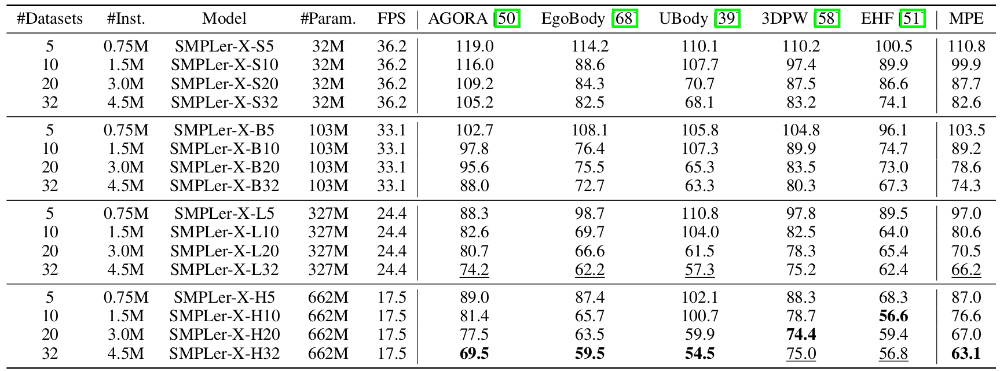 #Datasets #Inst. Model #Param. FPS AGORA [50] EgoBody [68] UBody [39] 3DPW [58] EHF [51] MPE
5 0.75M SMPLer-X-S5 32M 36.2 119.0 114.2 110.1 110.2 100.5 110.8
10 1.5M SMPLer-X-S10 32M 36.2 116.0 88.6 107.7 97.4 89.9 99.9
20 3.0M SMPLer-X-S20 32M 36.2 109.2 84.3 70.7 87.5 86.6 87.7
32 4.5M SMPLer-X-S32 32M 36.2 105.2 82.5 68.1 83.2 74.1 82.6
5 0.75M SMPLer-X-B5 103M 33.1 102.7 108.1 105.8 104.8 96.1 103.5
10 1.5M SMPLer-X-B10 103M 33.1 97.8 76.4 107.3 89.9 74.7 89.2
20 3.0M SMPLer-X-B20 103M 33.1 95.6 75.5 65.3 83.5 73.0 78.6
32 4.5M SMPLer-X-B32 103M 33.1 88.0 72.7 63.3 80.3 67.3 74.3
5 0.75M SMPLer-X-L5 327M 24.4 88.3 98.7 110.8 97.8 89.5 97.0
10 1.5M SMPLer-X-L10 327M 24.4 82.6 69.7 104.0 82.5 64.0 80.6
20 3.0M SMPLer-X-L20 327M 24.4 80.7 66.6 61.5 78.3 65.4 70.5
32 4.5M SMPLer-X-L32 327M 24.4 74.2 62.2 57.3 75.2 62.4 66.2
5 0.75M SMPLer-X-H5 662M 17.5 89.0 87.4 102.1 88.3 68.3 87.0
10 1.5M SMPLer-X-H10 662M 17.5 81.4 65.7 100.7 78.7 56.6 76.6
20 3.0M SMPLer-X-H20 662M 17.5 77.5 63.5 59.9 74.4 59.4 67.0
32 4.5M SMPLer-X-H32 662M 17.5 69.5 59.5 54.5 75.0 56.8 63.1